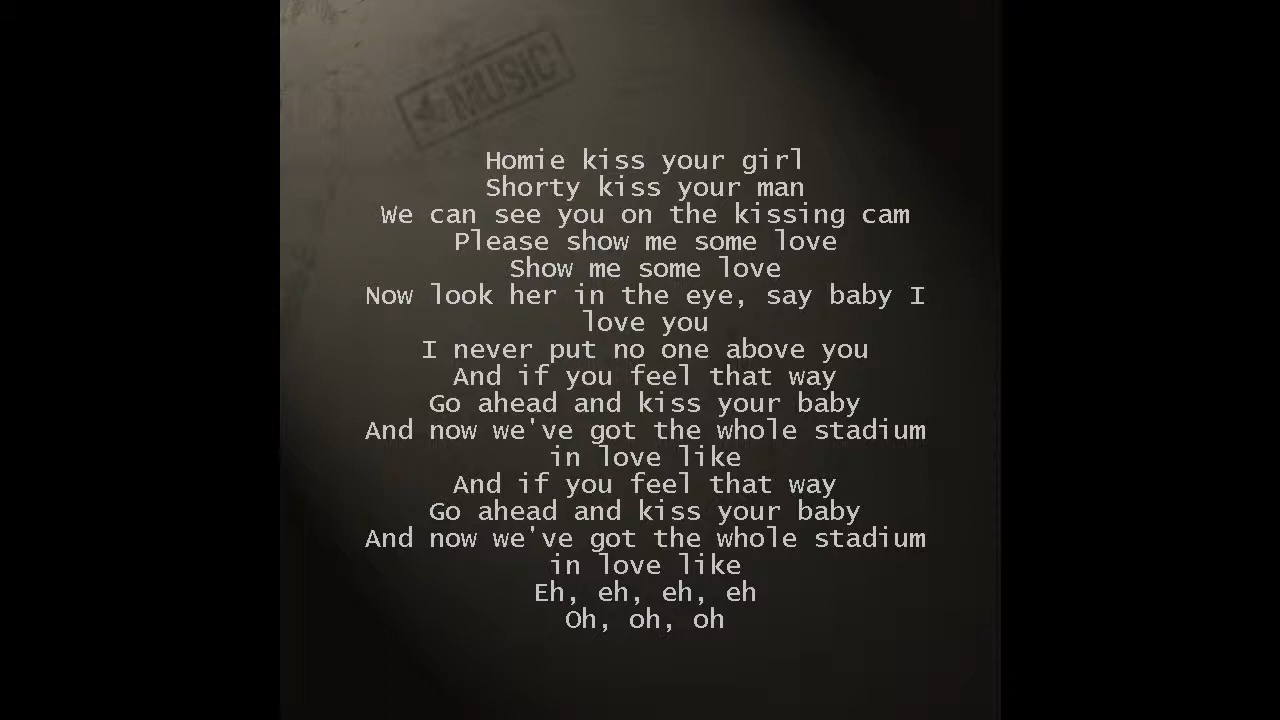 MUSIC
Homie kiss your girl
Shorty kiss your man
We can see you on the kissing cam
Please show me some love
Show me some love
Now look her in the eye, say baby I
love you
I never put no one above you
And if you feel that way
Go ahead and kiss your baby
And now we've got the whole stadium
in love like
And if you feel that way
Go ahead and kiss your baby
And now we've got the whole stadium
in love like
Eh, eh, eh, eh
Oh, oh, oh